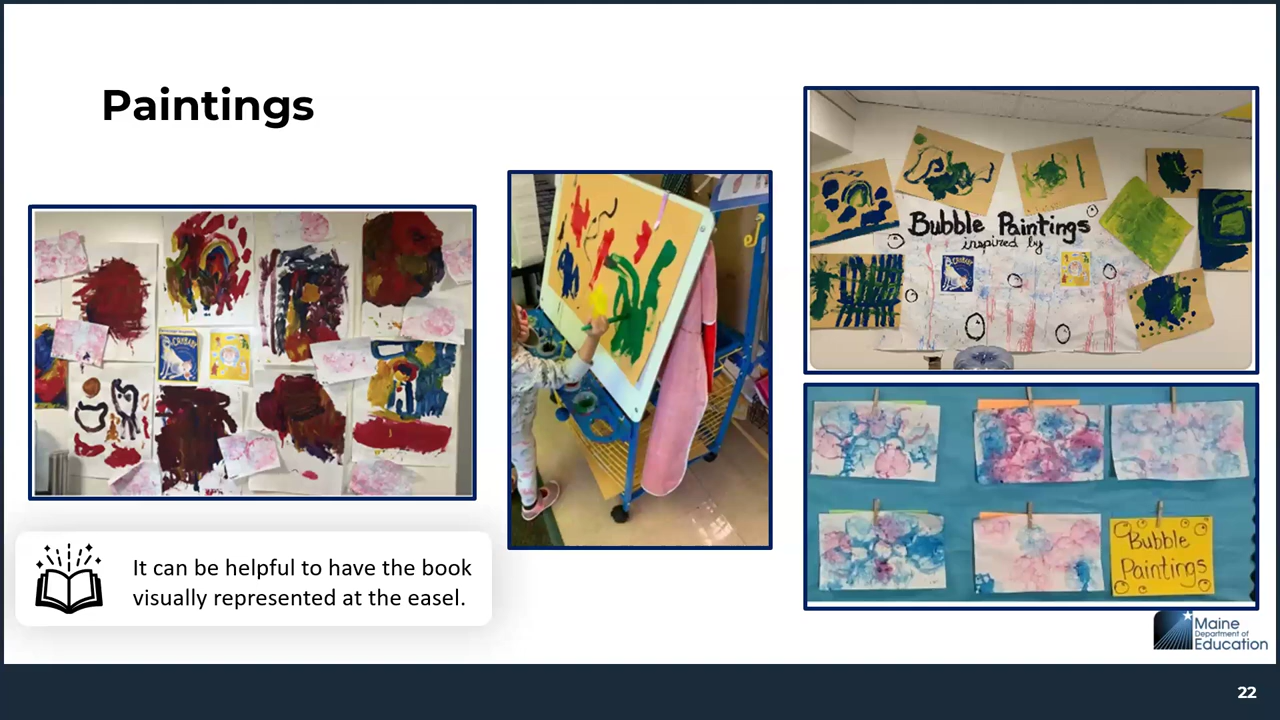 Paintings
Bubble Paintings
inspired by
CRYBABY
Bubble
Paintings
It can be helpful to have the book
visually represented at the easel.
Maine
Department of
Education
22